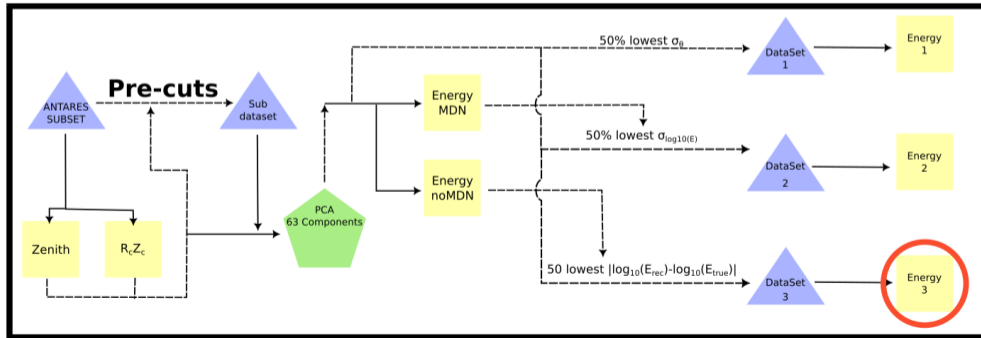 Pre-cuts
ANTARES
SUBSET
Sub
dataset
Zenith
RcZc
PCA
63 Components
Energy
MDN
Energy
noMDN
50% lowest σθ
DataSet
1
Energy
1
50% lowest σlog10(E)
DataSet
2
Energy
2
50 lowest |log10(Erec)-log10(Etrue)|
DataSet
3
Energy
3